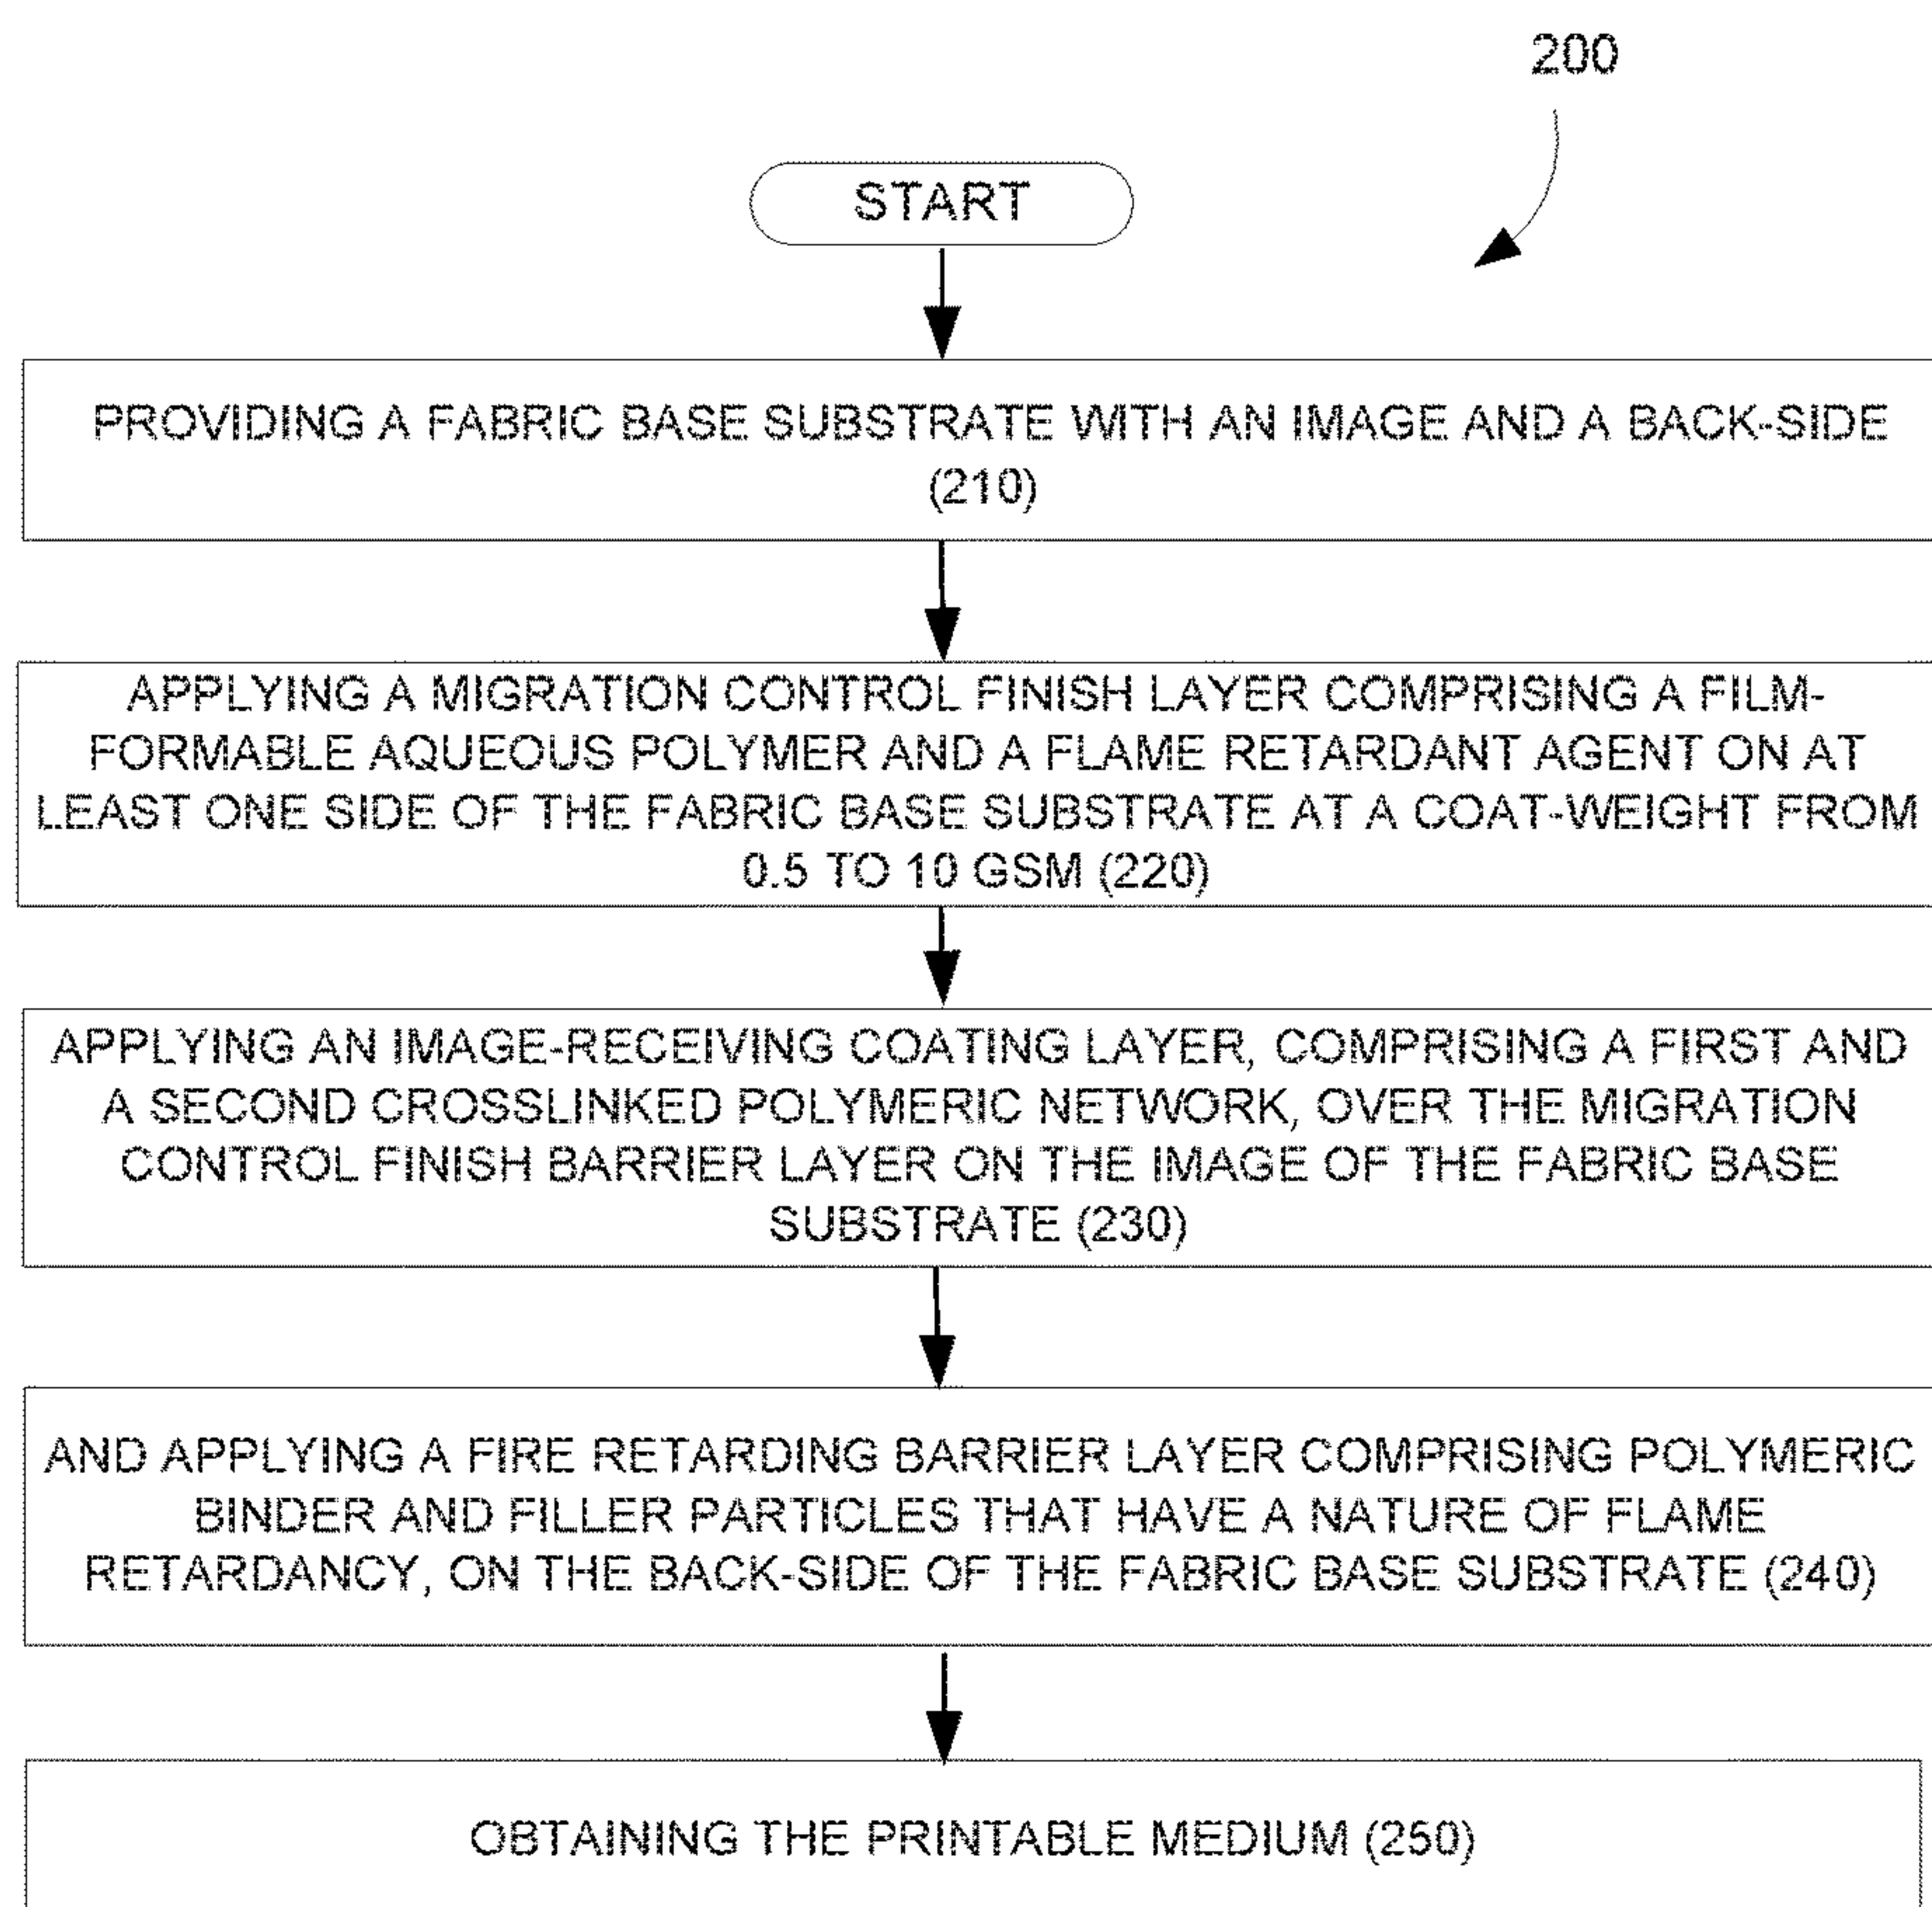 200
START
PROVIDING A FABRIC BASE SUBSTRATE WITH AN IMAGE AND A BACK-SIDE
(210)
APPLYING A MIGRATION CONTROL FINISH LAYER COMPRISING A FILM-
FORMABLE AQUEOUS POLYMER AND A FLAME RETARDANT AGENT ON AT
LEAST ONE SIDE OF THE FABRIC BASE SUBSTRATE AT A COAT-WEIGHT FROM
0.5 TO 10 GSM (220)
APPLYING AN IMAGE-RECEIVING COATING LAYER, COMPRISING A FIRST AND
A SECOND CROSSLINKED POLYMERIC NETWORK, OVER THE MIGRATION
CONTROL FINISH BARRIER LAYER ON THE IMAGE OF THE FABRIC BASE
SUBSTRATE (230)
AND APPLYING A FIRE RETARDING BARRIER LAYER COMPRISING POLYMERIC
BINDER AND FILLER PARTICLES THAT HAVE A NATURE OF FLAME
RETARDANCY, ON THE BACK-SIDE OF THE FABRIC BASE SUBSTRATE (240)
OBTAINING THE PRINTABLE MEDIUM (250)